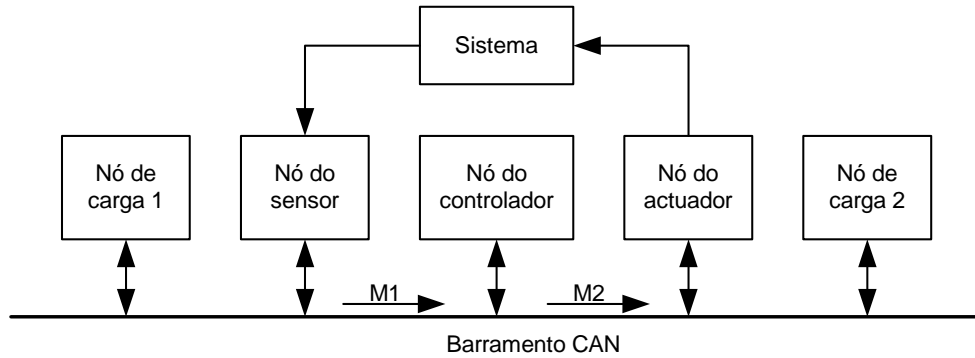 Sistema
Nó de
carga 1
Nó do
sensor
Nó do
controlador
Nó do
actuador
Nó de
carga 2
M1
M2
Barramento CAN